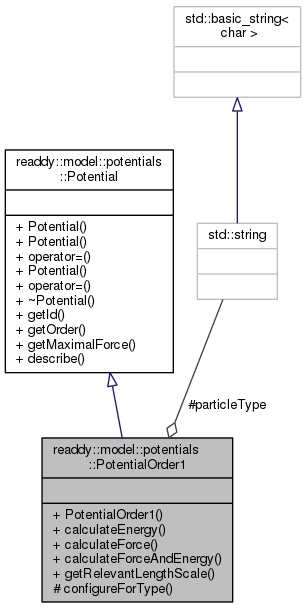 std::basic_string<
char >
readdy::model::potentials
::Potential
+ Potential()
+ Potential()
+ operator=()
+ Potential()
+ operator=()
+ ~Potential()
+ getId()
+ getOrder()
+ getMaximalForce()
+ describe()
std::string
#particleType
readdy::model::potentials
::PotentialOrder1
+ PotentialOrder1()
+ calculateEnergy()
+ calculateForce()
+ calculateForceAndEnergy()
+ getRelevantLengthScale()
# configureForType()